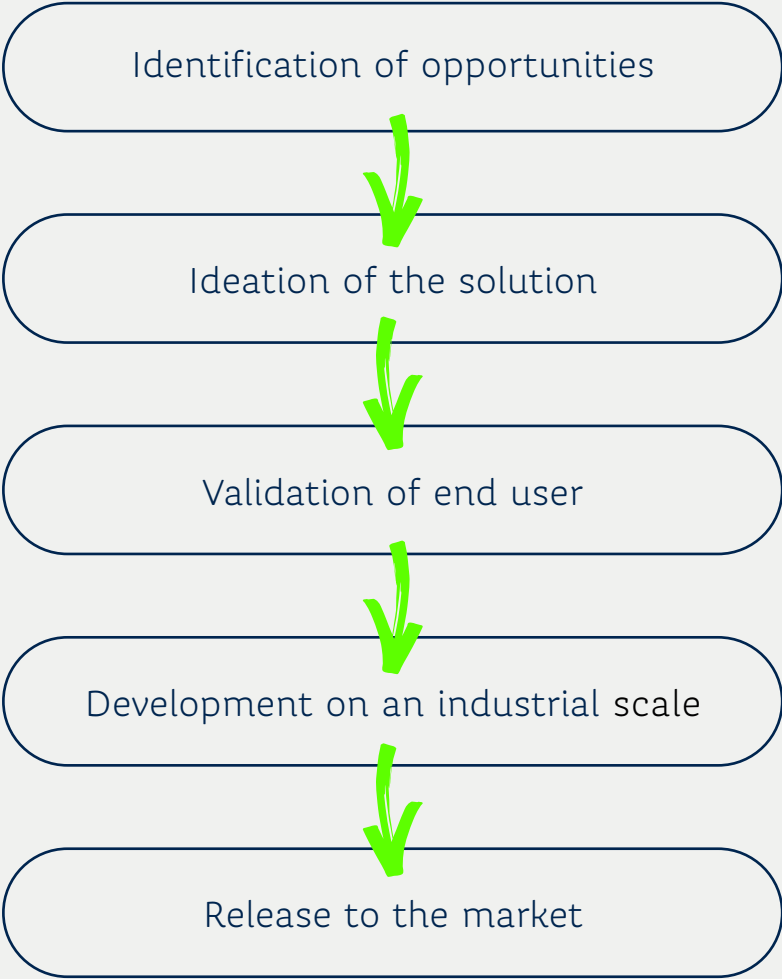 Identification of opportunities
Ideation of the solution
Validation of end user
Development on an industrial scale
Release to the market